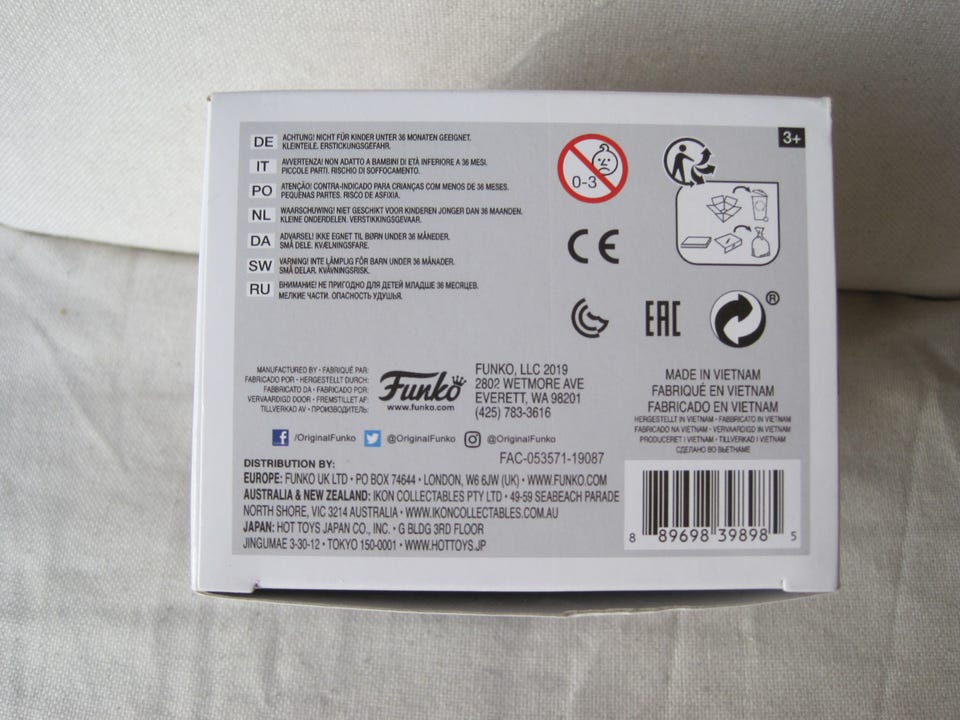 3+
DE ACHTUNG! NICHT FÜR KINDER UNTER 36 MONATEN GEEIGNET.
KLEINTEILE. ERSTICKUNGSGEFAHR.
IT AVVERTENZA! NON ADATTO A BAMBINI DI ETÀ INFERIORE A 36 MESI.
PICCOLE PARTI. RISCHIO DI SOFFOCAMENTO.
PO ATENÇÃO! CONTRA-INDICADO PARA CRIANÇAS COM MENOS DE 36 MESES.
PEQUENAS PARTES. RISCO DE ASFIXIA.
NL WAARSCHUWING! NIET GESCHIKT VOOR KINDEREN JONGER DAN 36 MAANDEN.
KLEINE ONDERDELEN. VERSTIKKINGSGEVAAR.
DA ADVARSEL! IKKE EGNET TIL BØRN UNDER 36 MÅNEDER.
SMÅ DELE. KVÆLNINGSFARE.
SW VARNING! INTE LÄMPLIG FÖR BARN UNDER 36 MÅNADER.
SMÅ DELAR. KVÄVNINGSRISK.
RU ВНИМАНИЕ! НЕ ПРИГОДНО ДЛЯ ДЕТЕЙ МЛАДШЕ 36 МЕСЯЦЕВ.
МЕЛКИЕ ЧАСТИ. ОПАСНОСТЬ УДУШЬЯ.
0-3
CE
EAC
®
MANUFACTURED BY • FABRIQUÉ PAR:
FABRICADO POR • HERGESTELLT DURCH:
FABBRICATO DA • FABRICADO POR:
VERVAARDIGD DOOR • FREMSTILLET AF:
TILLVERKAD AV • ПРОИЗВОДИТЕЛЬ:
Funko
www.funko.com
FUNKO, LLC 2019
2802 WETMORE AVE
EVERETT, WA 98201
(425) 783-3616
/OriginalFunko @OriginalFunko @OriginalFunko
FAC-053571-19087
MADE IN VIETNAM
FABRIQUÉ EN VIETNAM
FABRICADO EN VIETNAM
HERGESTELLT IN VIETNAM • FABBRICATO IN VIETNAM
FABRICADO NA VIETNAM • VERVAARDIGD IN VIETNAM
PRODUCERET I VIETNAM • TILLVERKAD I VIETNAM
СДЕЛАНО ВО ВЬЕТНАМЕ
DISTRIBUTION BY:
EUROPE: FUNKO UK LTD • PO BOX 74644 • LONDON, W6 6JW (UK) • WWW.FUNKO.COM
AUSTRALIA & NEW ZEALAND: IKON COLLECTABLES PTY LTD • 49-59 SEABEACH PARADE
NORTH SHORE, VIC 3214 AUSTRALIA • WWW.IKONCOLLECTABLES.COM.AU
JAPAN: HOT TOYS JAPAN CO., INC. • G BLDG 3RD FLOOR
JINGUMAE 3-30-12 • TOKYO 150-0001 • WWW.HOTTOYS.JP
8 89698 39898 5